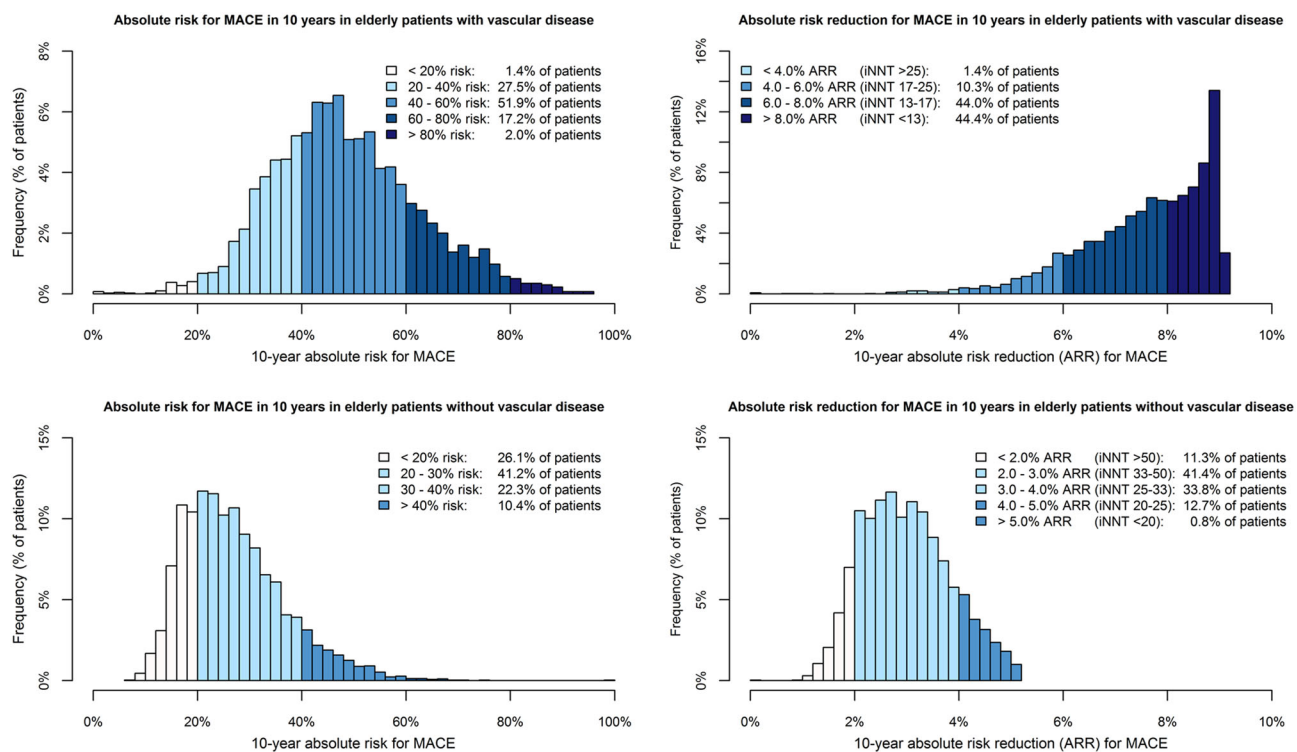 Absolute risk for MACE in 10 years in elderly patients with vascular disease
8%
6%
4%
2%
0%
Frequency (% of patients)
< 20% risk: 1.4% of patients
20 - 40% risk: 27.5% of patients
40 - 60% risk: 51.9% of patients
60 - 80% risk: 17.2% of patients
> 80% risk: 2.0% of patients
0% 20% 40% 60% 80% 100%
10-year absolute risk for MACE
Absolute risk reduction for MACE in 10 years in elderly patients with vascular disease
16%
12%
8%
4%
0%
Frequency (% of patients)
< 4.0% ARR (iNNT >25): 1.4% of patients
4.0 - 6.0% ARR (iNNT 17-25): 10.3% of patients
6.0 - 8.0% ARR (iNNT 13-17): 44.0% of patients
> 8.0% ARR (iNNT <13): 44.4% of patients
0% 2% 4% 6% 8% 10%
10-year absolute risk reduction (ARR) for MACE
Absolute risk for MACE in 10 years in elderly patients without vascular disease
15%
10%
5%
0%
Frequency (% of patients)
< 20% risk: 26.1% of patients
20 - 30% risk: 41.2% of patients
30 - 40% risk: 22.3% of patients
> 40% risk: 10.4% of patients
0% 20% 40% 60% 80% 100%
10-year absolute risk for MACE
Absolute risk reduction for MACE in 10 years in elderly patients without vascular disease
15%
10%
5%
0%
Frequency (% of patients)
< 2.0% ARR (iNNT >50): 11.3% of patients
2.0 - 3.0% ARR (iNNT 33-50): 41.4% of patients
3.0 - 4.0% ARR (iNNT 25-33): 33.8% of patients
4.0 - 5.0% ARR (iNNT 20-25): 12.7% of patients
> 5.0% ARR (iNNT <20): 0.8% of patients
0% 2% 4% 6% 8% 10%
10-year absolute risk reduction (ARR) for MACE